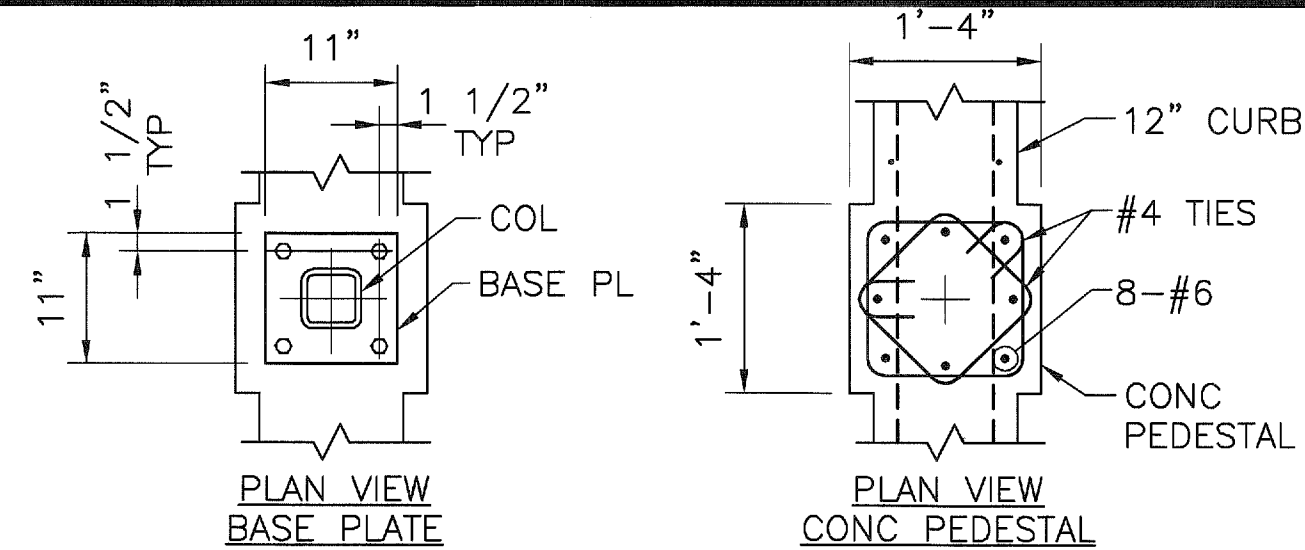 11”
1 1/2”
TYP
1 1/2”
TYP
COL
BASE PL
11”
PLAN VIEW
BASE PLATE
1'-4”
12” CURB
#4 TIES
1'-4”
8-#6
CONC
PEDESTAL
PLAN VIEW
CONC PEDESTAL